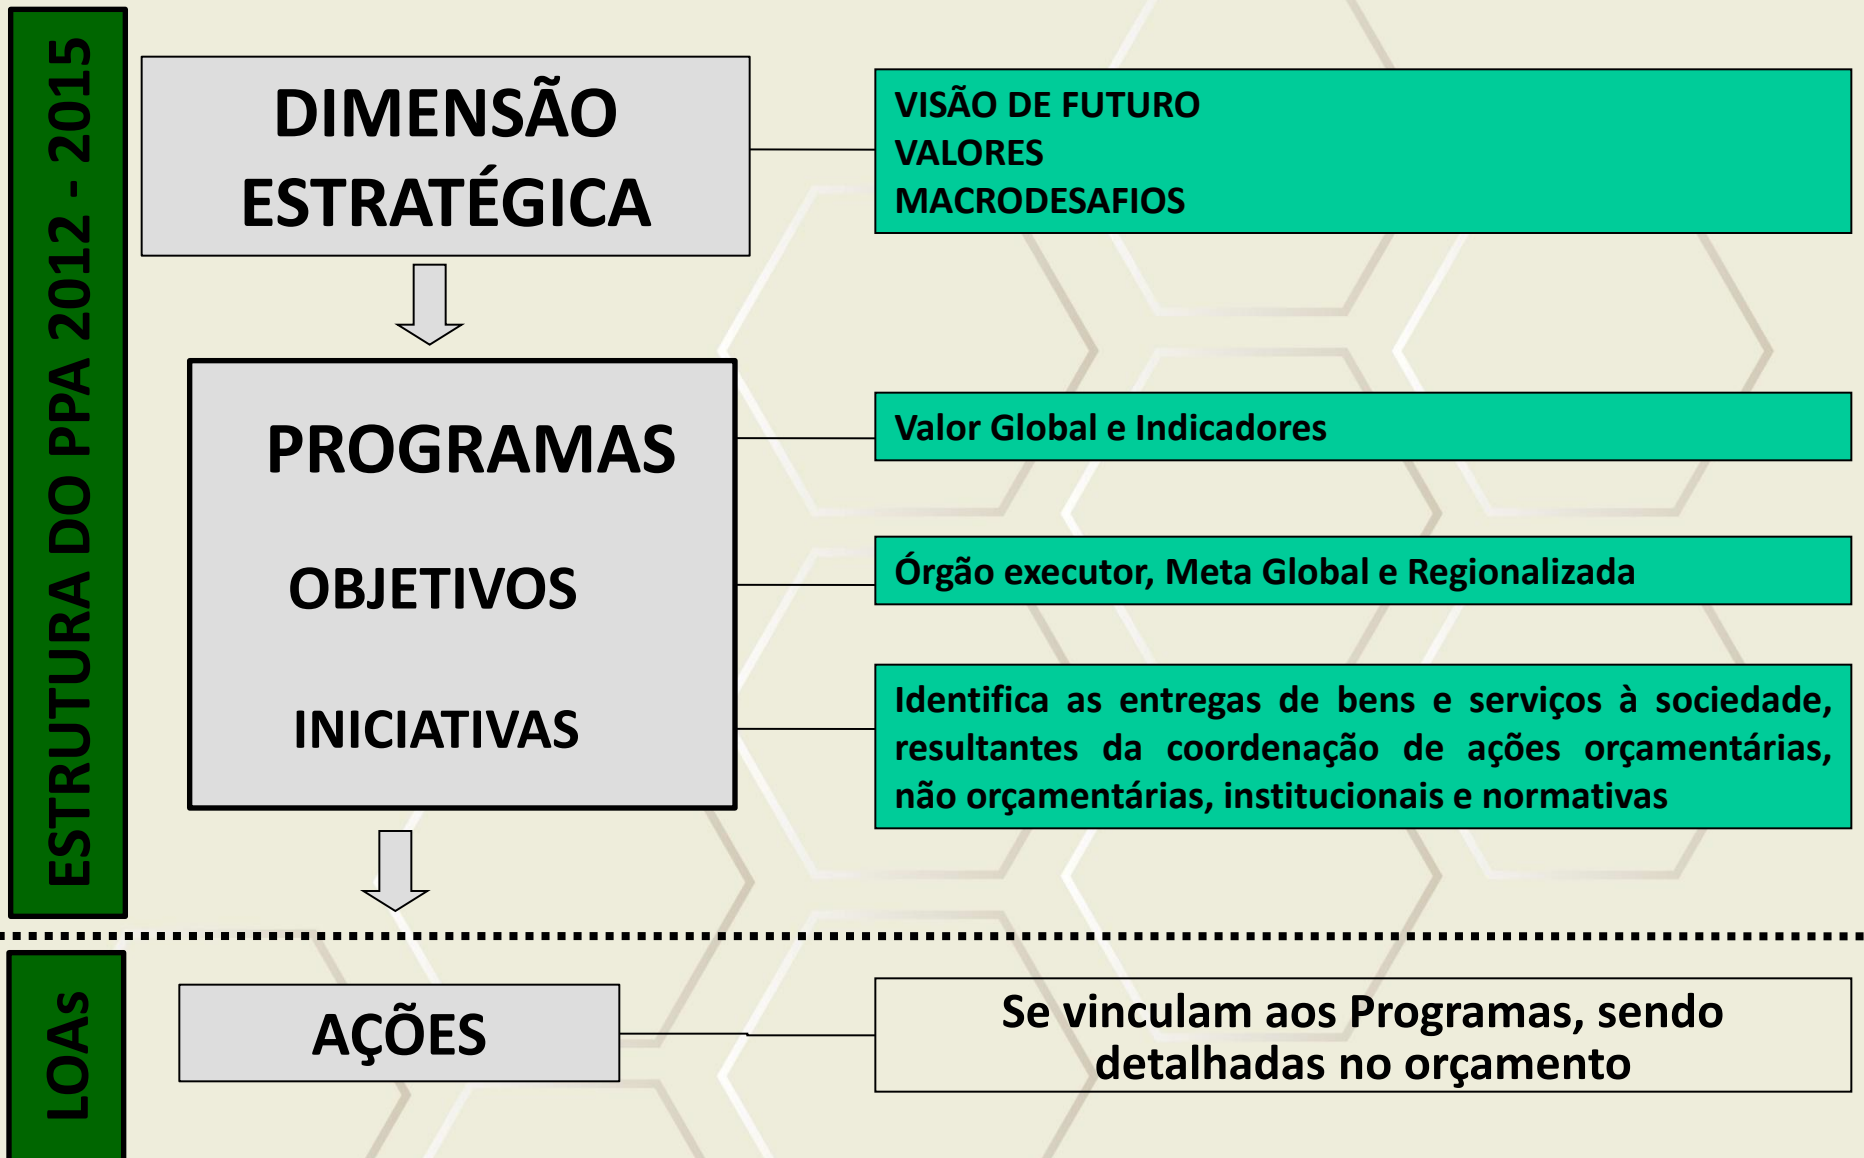 ESTRUTURA DO PPA 2012 - 2015
DIMENSÃO
ESTRATÉGICA
VISÃO DE FUTURO
VALORES
MACRODESAFIOS
PROGRAMAS
Valor Global e Indicadores
OBJETIVOS
Órgão executor, Meta Global e Regionalizada
INICIATIVAS
Identifica as entregas de bens e serviços à sociedade,
resultantes da coordenação de ações orçamentárias,
não orçamentárias, institucionais e normativas
LOAs
AÇÕES
Se vinculam aos Programas, sendo
detalhadas no orçamento